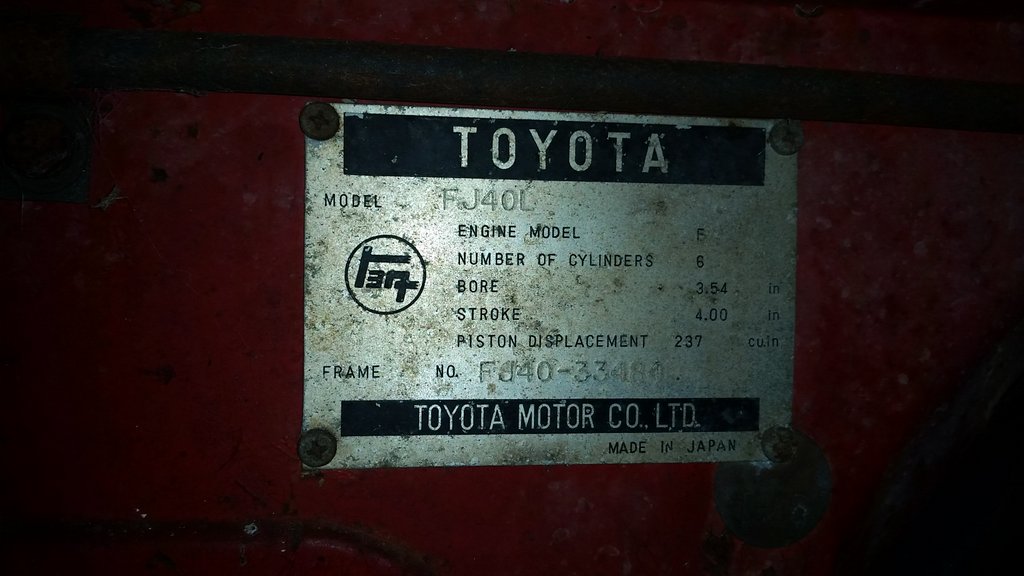 TOYOTA
MODEL FJ40L
ENGINE MODEL F
NUMBER OF CYLINDERS 6
BORE 3.54 in
STROKE 4.00 in
PISTON DISPLACEMENT 237 cu.in
FRAME NO.
TOYOTA MOTOR CO., LTD.
MADE IN JAPAN